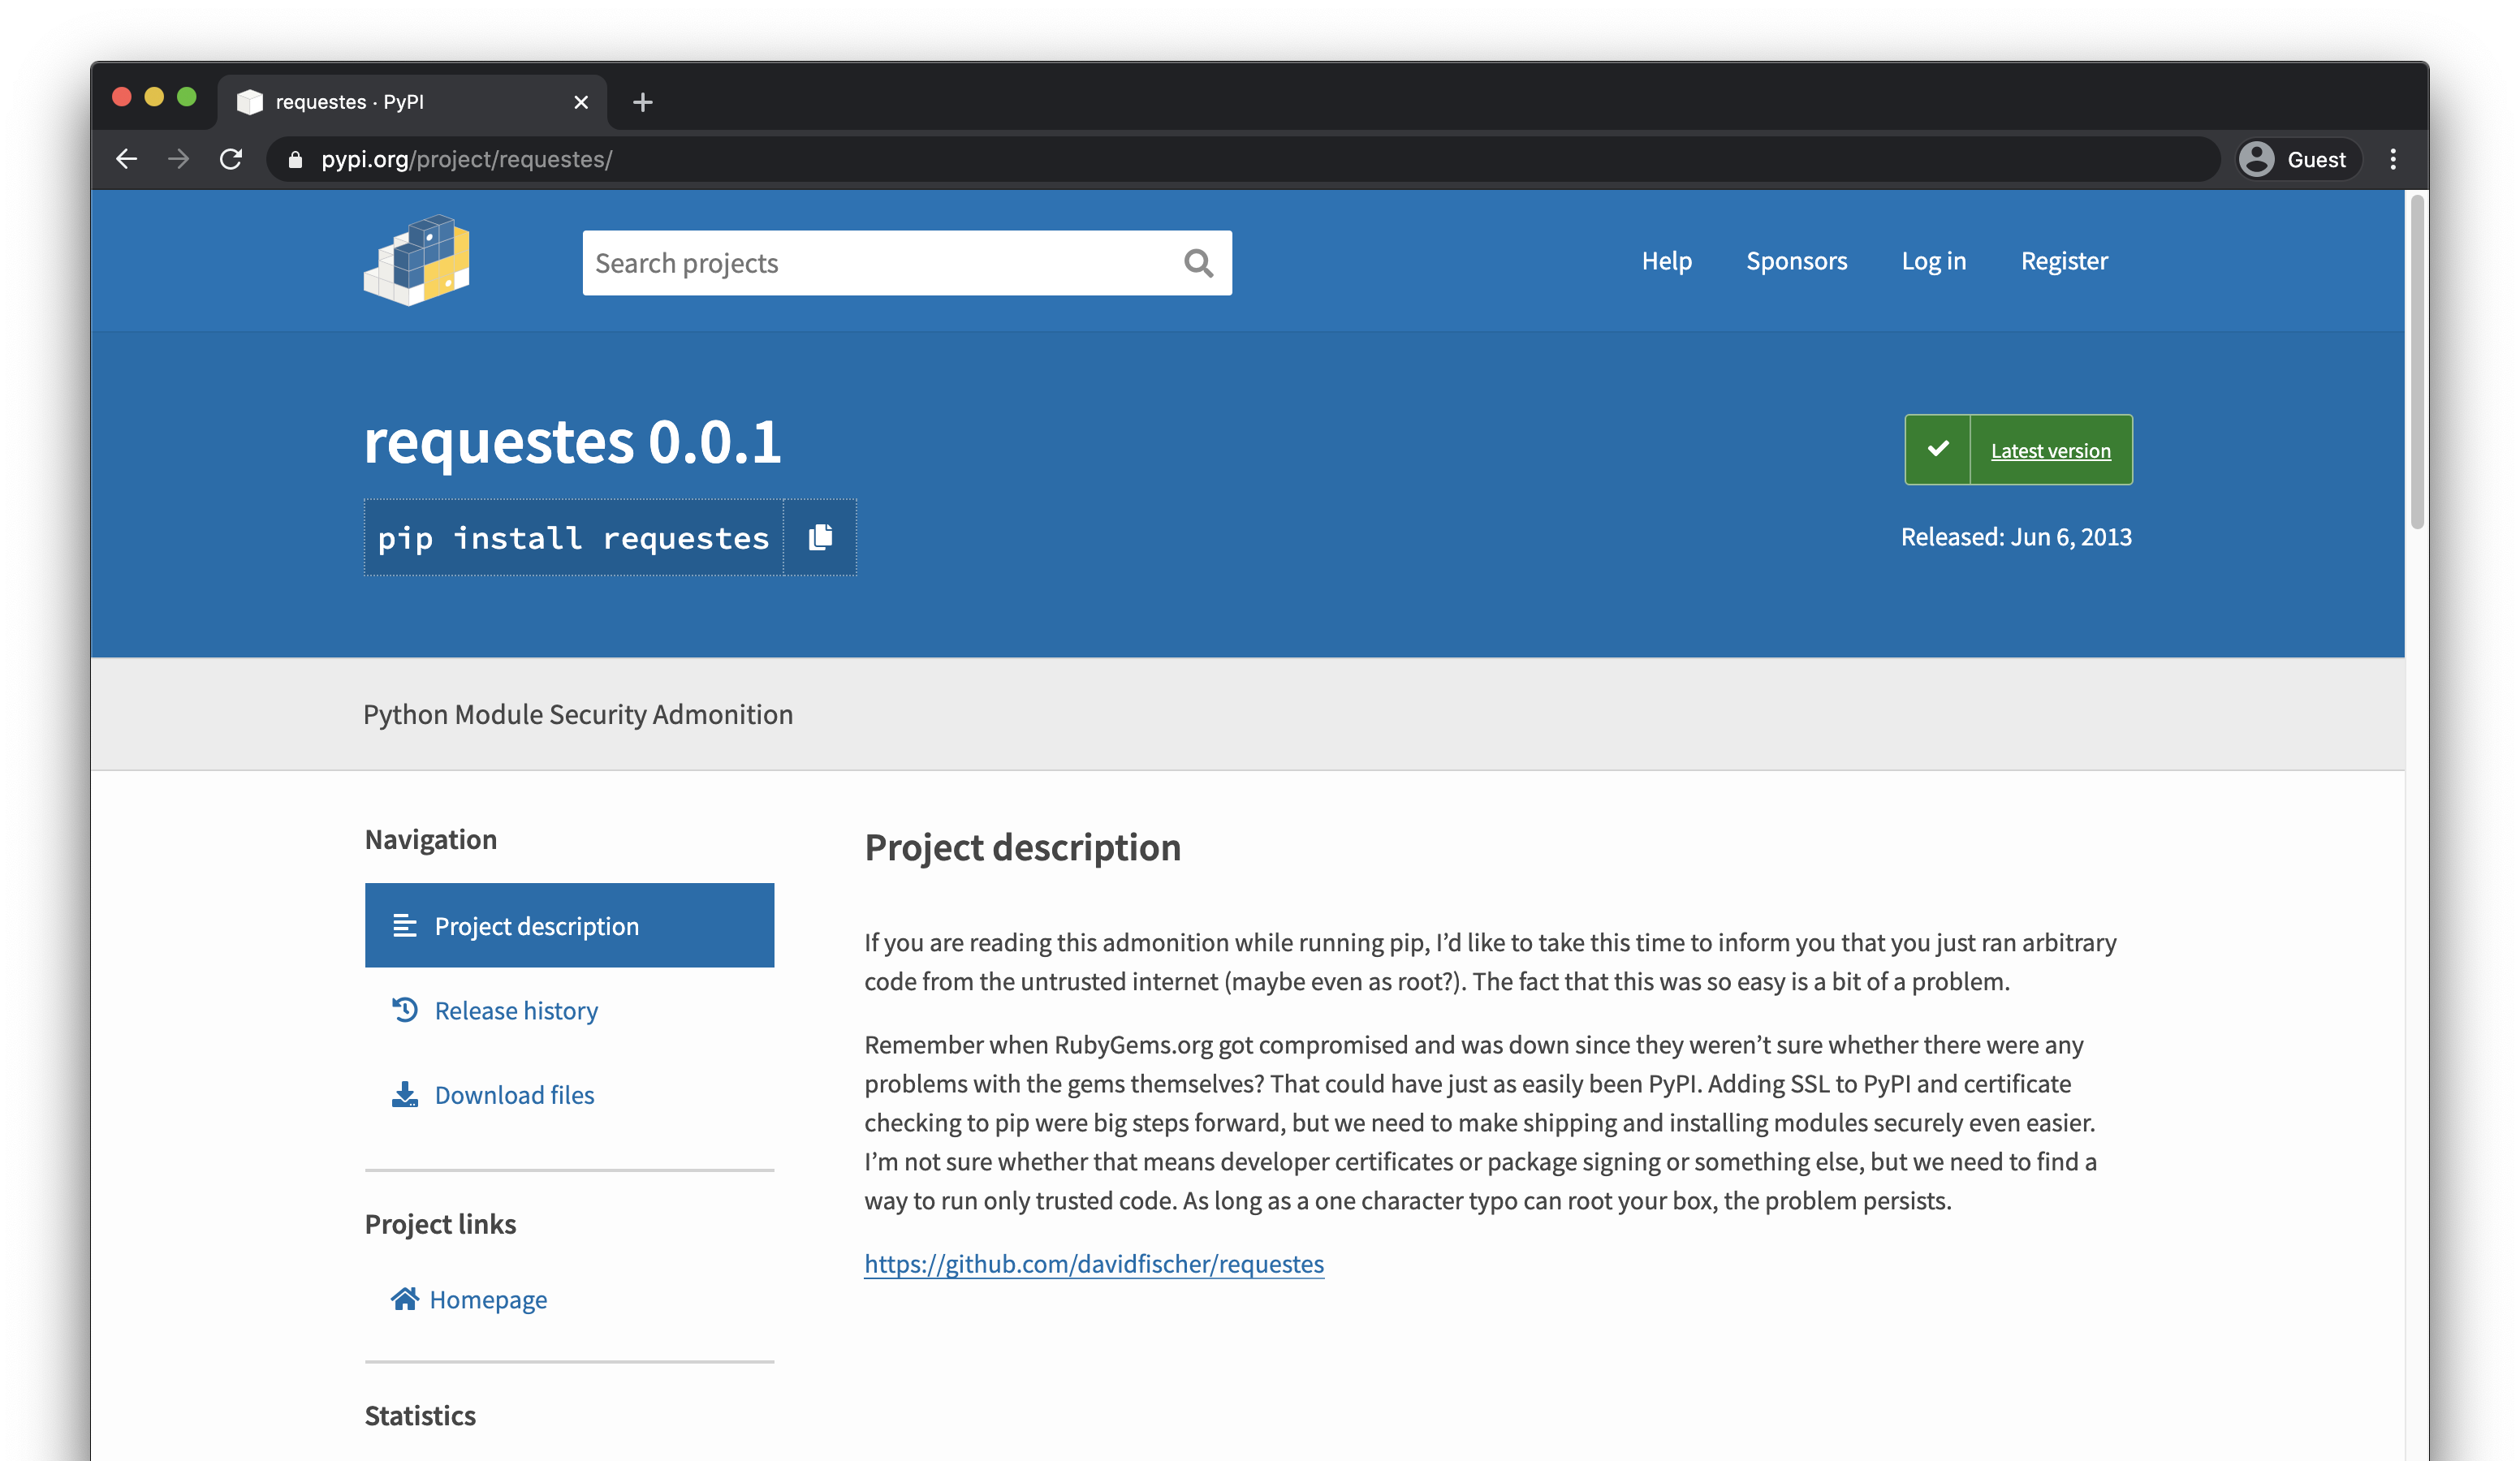 requestes · PyPI
pypi.org/project/requestes/
Guest
Search projects
Help
Sponsors
Log in
Register
requestes 0.0.1
Latest version
pip install requestes
Released: Jun 6, 2013
Python Module Security Admonition
Navigation
Project description
Release history
Download files
Project links
Homepage
Statistics
Project description
If you are reading this admonition while running pip, I’d like to take this time to inform you that you just ran arbitrary
code from the untrusted internet (maybe even as root?). The fact that this was so easy is a bit of a problem.
Remember when RubyGems.org got compromised and was down since they weren’t sure whether there were any
problems with the gems themselves? That could have just as easily been PyPI. Adding SSL to PyPI and certificate
checking to pip were big steps forward, but we need to make shipping and installing modules securely even easier.
I’m not sure whether that means developer certificates or package signing or something else, but we need to find a
way to run only trusted code. As long as a one character typo can root your box, the problem persists.
https://github.com/davidfischer/requestes